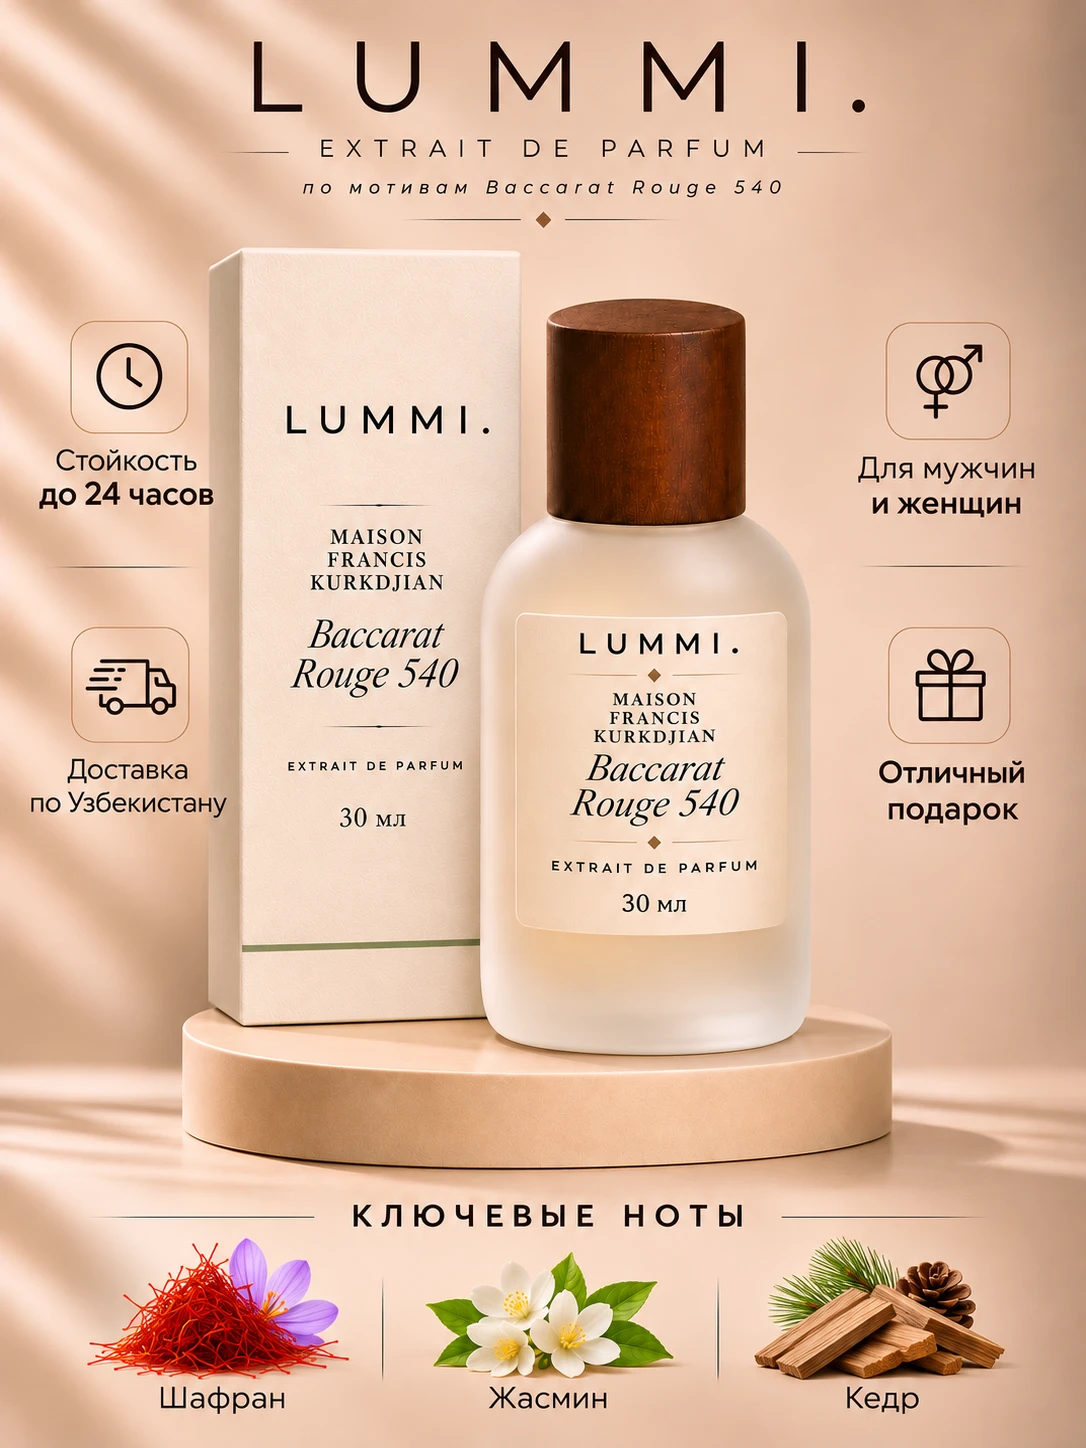 LUMMI.
EXTRAIT DE PARFUM
по мотивам Baccarat Rouge 540
Стойкость
до 24 часов
Доставка
по Узбекистану
LUMMI.
MAISON
FRANCIS
KURKDJIAN
Baccarat
Rouge 540
EXTRAIT DE PARFUM
30 мл
LUMMI.
MAISON
FRANCIS
KURKDJIAN
Baccarat
Rouge 540
EXTRAIT DE PARFUM
30 мл
Для мужчин
и женщин
Отличный
подарок
КЛЮЧЕВЫЕ НОТЫ
Шафран
Жасмин
Кедр